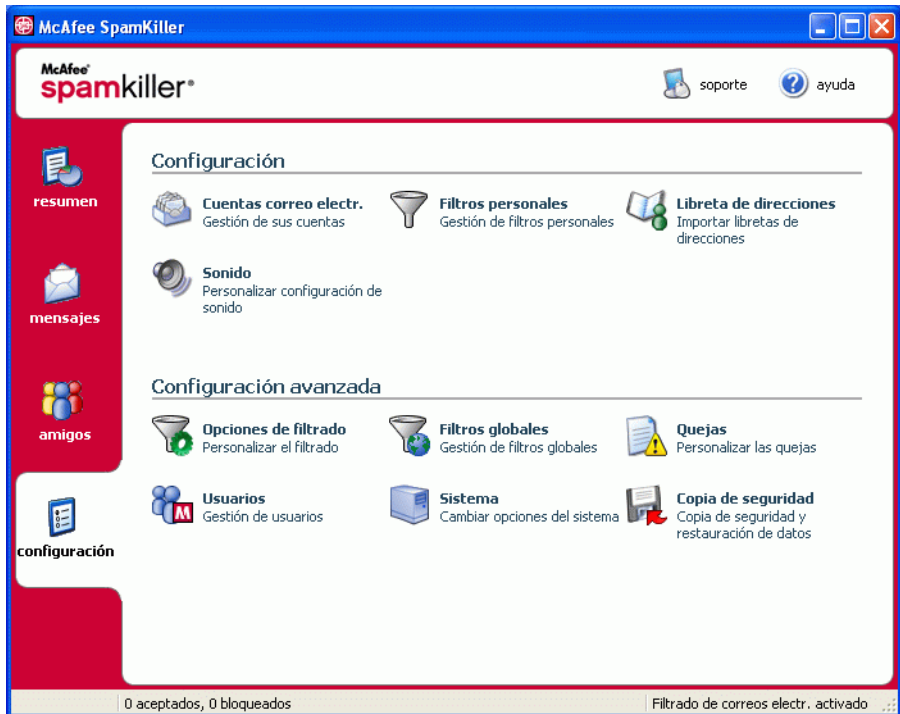 McAfee SpamKiller
McAfee®
spamkiller®
soporte
ayuda
resumen
mensajes
amigos
configuración
Configuración
Cuentas correo electr.
Gestión de sus cuentas
Filtros personales
Gestión de filtros personales
Libreta de direcciones
Importar libretas de
direcciones
Sonido
Personalizar configuración de
sonido
Configuración avanzada
Opciones de filtrado
Personalizar el filtrado
Filtros globales
Gestión de filtros globales
Quejas
Personalizar las quejas
M
Usuarios
Gestión de usuarios
Sistema
Cambiar opciones del sistema
Copia de seguridad
Copia de seguridad y
restauración de datos
0 aceptados, 0 bloqueados
Filtrado de correos electr. activado